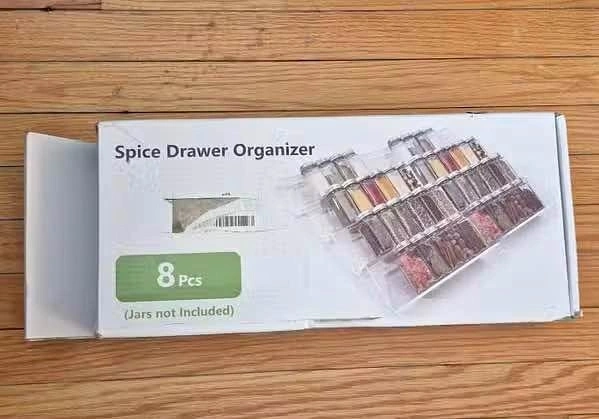 Spice Drawer Organizer
8 Pcs
(Jars not Included)